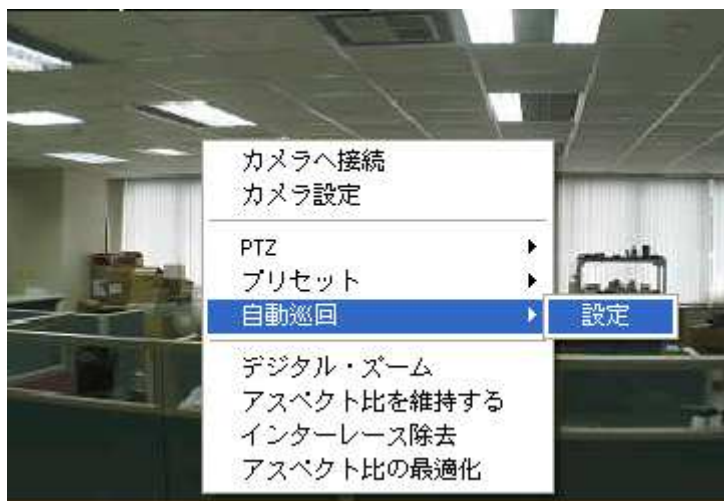 カメラへ接続
カメラ設定
PTZ
プリセット
自動巡回
設定
デジタル・ズーム
アスペクト比を維持する
インターレース除去
アスペクト比の最適化